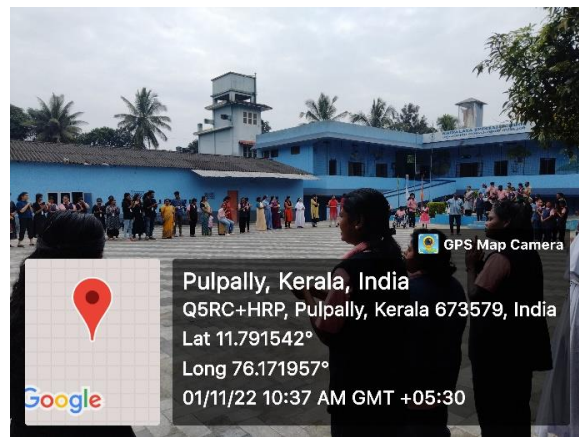 GPS Map Camera
Pulpally, Kerala, India
Q5RC+HRP, Pulpally, Kerala 673579, India
Lat 11.791542°
Long 76.171957°
01/11/22 10:37 AM GMT +05:30
Google